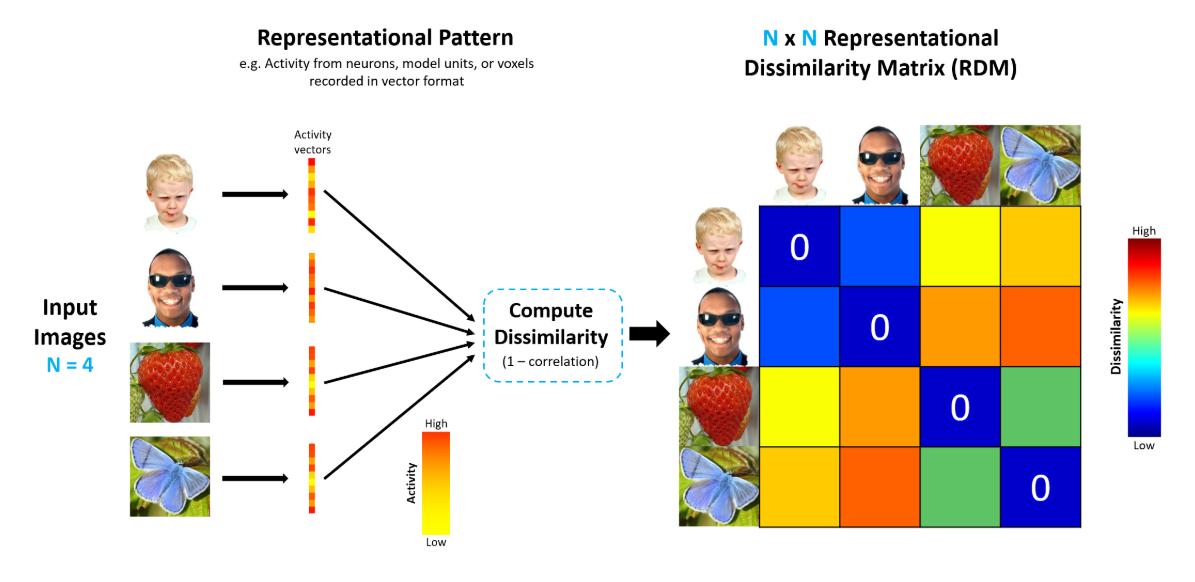 Representational Pattern
e.g. Activity from neurons, model units, or voxels
recorded in vector format
N x N Representational
Dissimilarity Matrix (RDM)
Activity
vectors
Input
Images
N = 4
Compute
Dissimilarity
(1 – correlation)
High
Activity
Low
0
0
0
0
High
Dissimilarity
Low